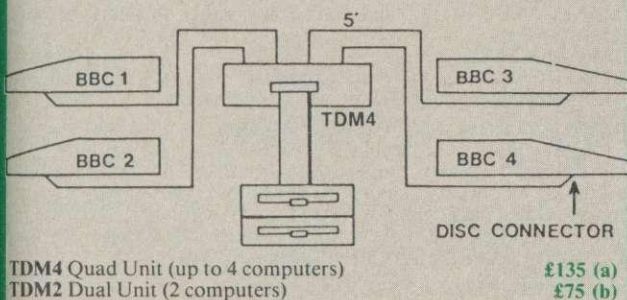 5'
BBC 1
BBC 3
TDM4
BBC 2
BBC 4
DISC CONNECTOR
TDM4 Quad Unit (up to 4 computers) £135 (a)
TDM2 Dual Unit (2 computers) £75 (b)